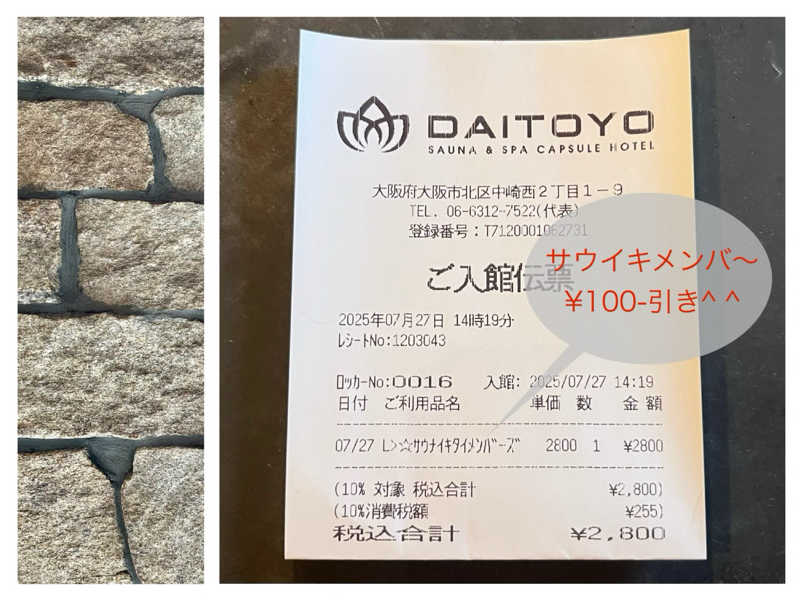 DAITOYO
SAUNA & SPA CAPSULE HOTEL
大阪府大阪市北区中崎西2丁目1-9
TEL. 06-6312-7522(代表)
登録番号:T7120001062731
ご入館伝票
サウイキメンバ〜
¥100-引き^ ^
2025年07月27日 14時19分
ﾚｼｰﾄNo:1203043
ﾛｯｶｰNo:0016 入館: 2025/07/27 14:19
日付 ご利用品名 単価 数 金額
07/27 L>☆ｻｳﾅｲｷﾀｲﾒﾝﾊﾞｰｽﾞ 2800 1 ¥2800
(10% 対象 税込合計 ¥2,800)
(10%消費税額 ¥255)
税込合計 ¥2,800